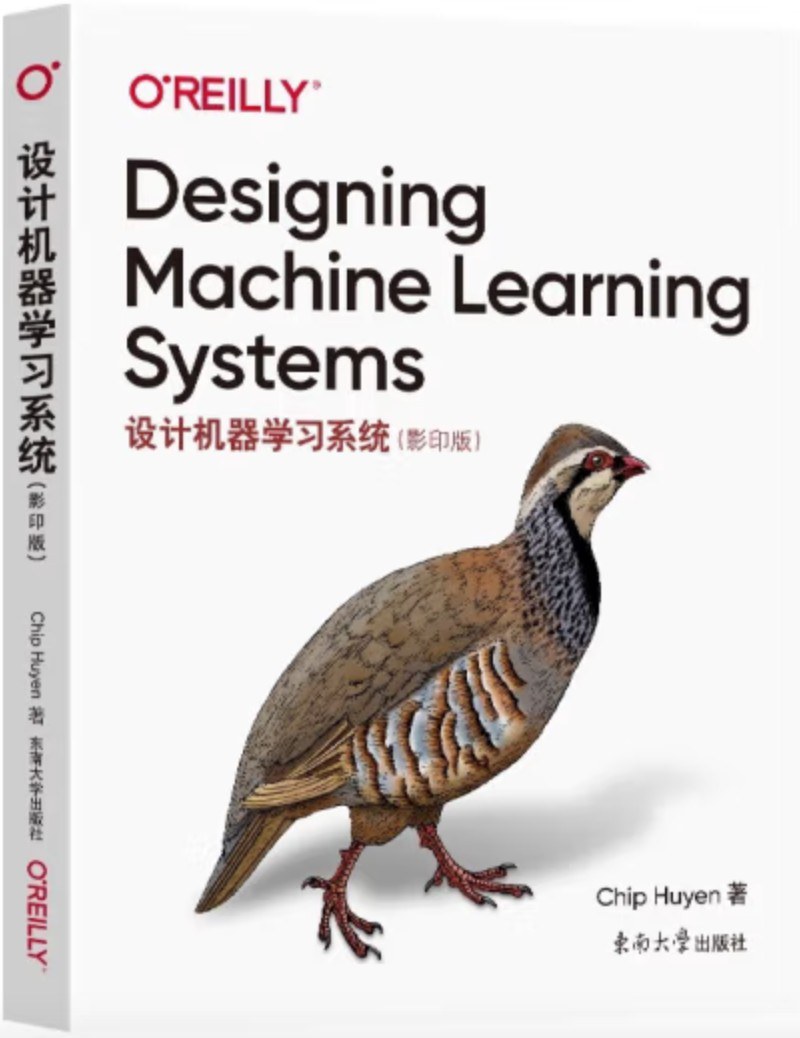 O'REILLY®
Designing
Machine Learning
Systems
设计机器学习系统(影印版)
Chip Huyen 著
東南大學出版社
设计机器学习系统(影印版)
Chip Huyen 著
东南大学出版社
O'REILLY®